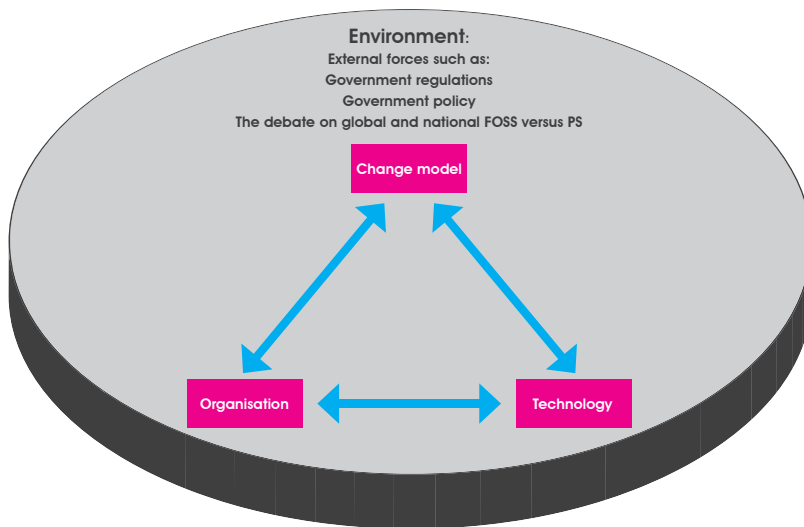 Environment:
External forces such as:
Government regulations
Government policy
The debate on global and national FOSS versus PS
Change model
Organisation
Technology